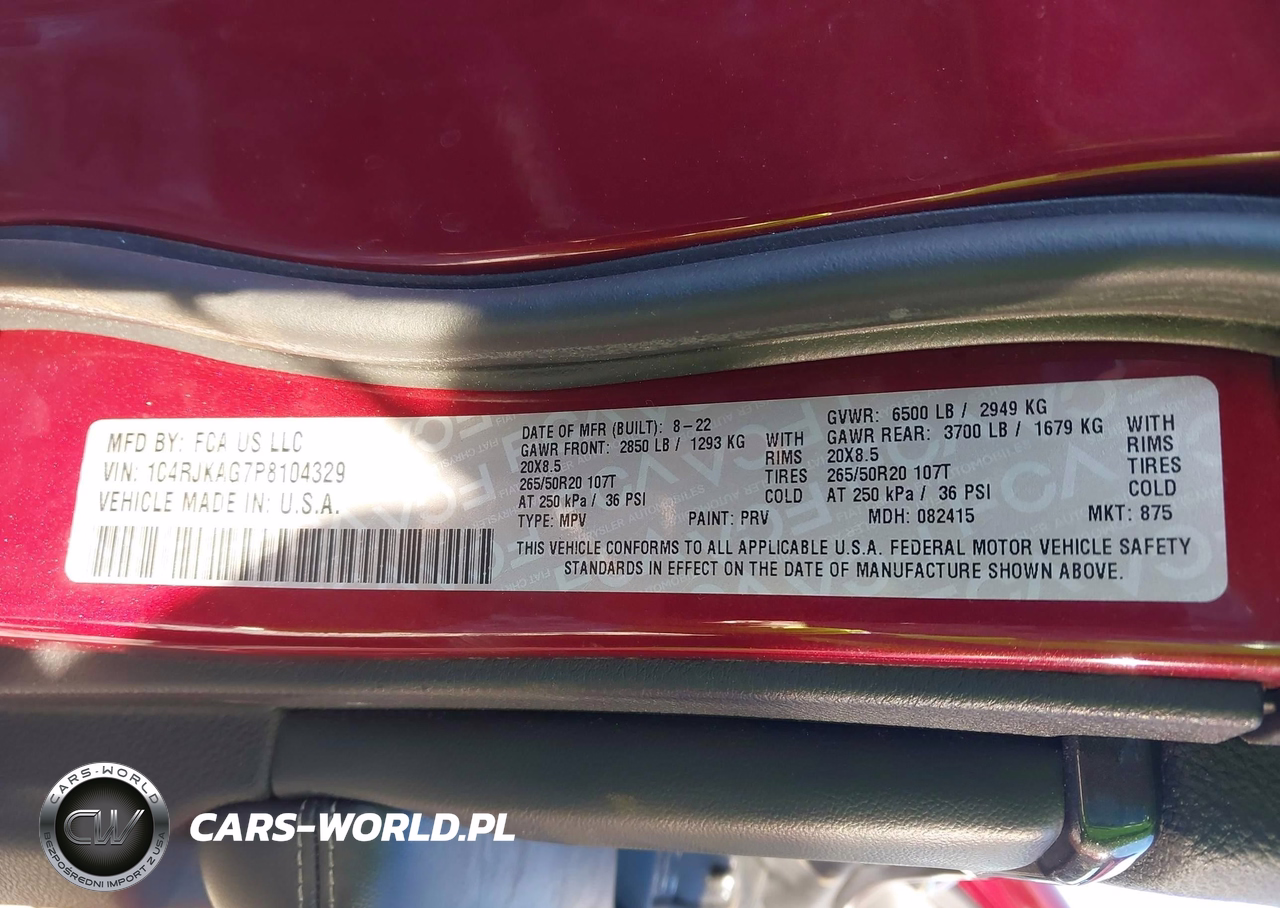 MFD BY: FCA US LLC
VIN: 1C4RJKAG7P8104329
VEHICLE MADE IN: U.S.A.
DATE OF MFR (BUILT): 8-22
GAWR FRONT: 2850 LB / 1293 KG WITH
20X8.5 RIMS
265/50R20 107T TIRES
AT 250 kPa / 36 PSI COLD
GVWR: 6500 LB / 2949 KG
GAWR REAR: 3700 LB / 1679 KG WITH
20X8.5 RIMS
265/50R20 107T TIRES
AT 250 kPa / 36 PSI COLD
TYPE: MPV PAINT: PRV MDH: 082415 MKT: 875
THIS VEHICLE CONFORMS TO ALL APPLICABLE U.S.A. FEDERAL MOTOR VEHICLE SAFETY
STANDARDS IN EFFECT ON THE DATE OF MANUFACTURE SHOWN ABOVE.
CARS-WORLD
CW
BEZPOŚREDNI IMPORT Z USA
CARS-WORLD.PL